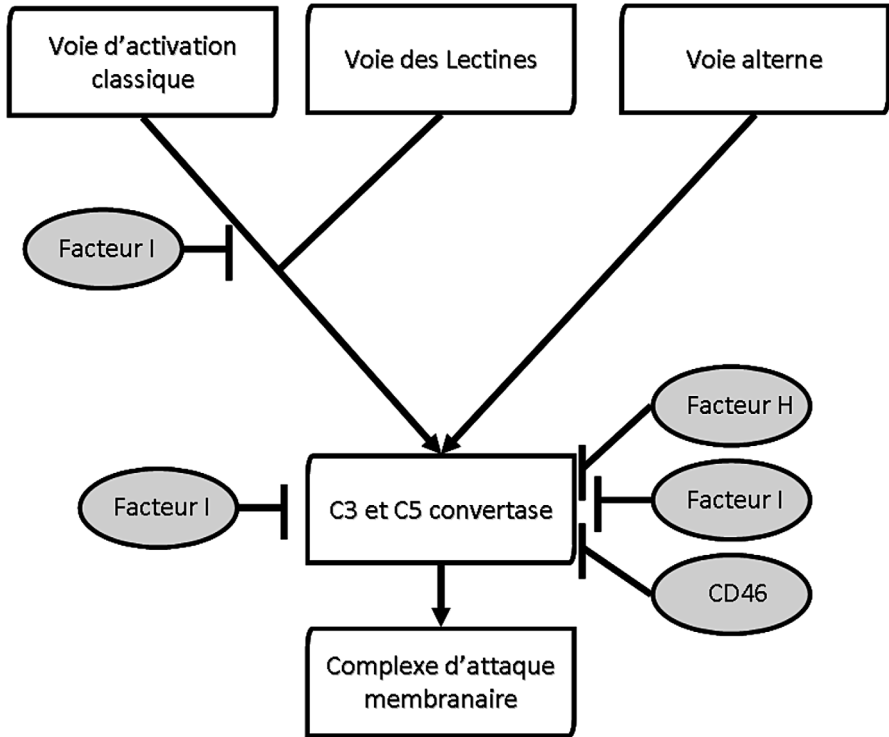 Voie d'activation
classique
Voie des Lectines
Voie alterne
Facteur I
Facteur H
Facteur I
C3 et C5 convertase
Facteur I
CD46
Complexe d'attaque
membranaire